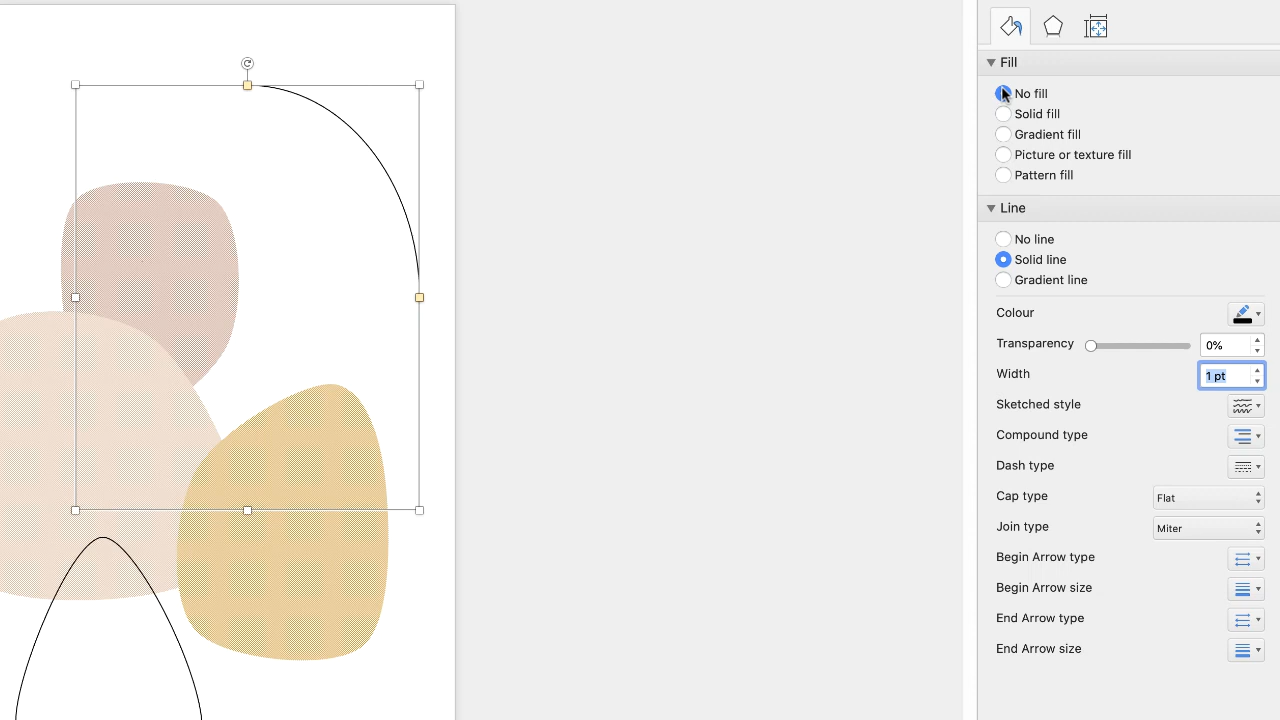 Fill
No fill
Solid fill
Gradient fill
Picture or texture fill
Pattern fill
Line
No line
Solid line
Gradient line
Colour
Transparency 0%
Width 1 pt
Sketched style
Compound type
Dash type
Cap type Flat
Join type Miter
Begin Arrow type
Begin Arrow size
End Arrow type
End Arrow size